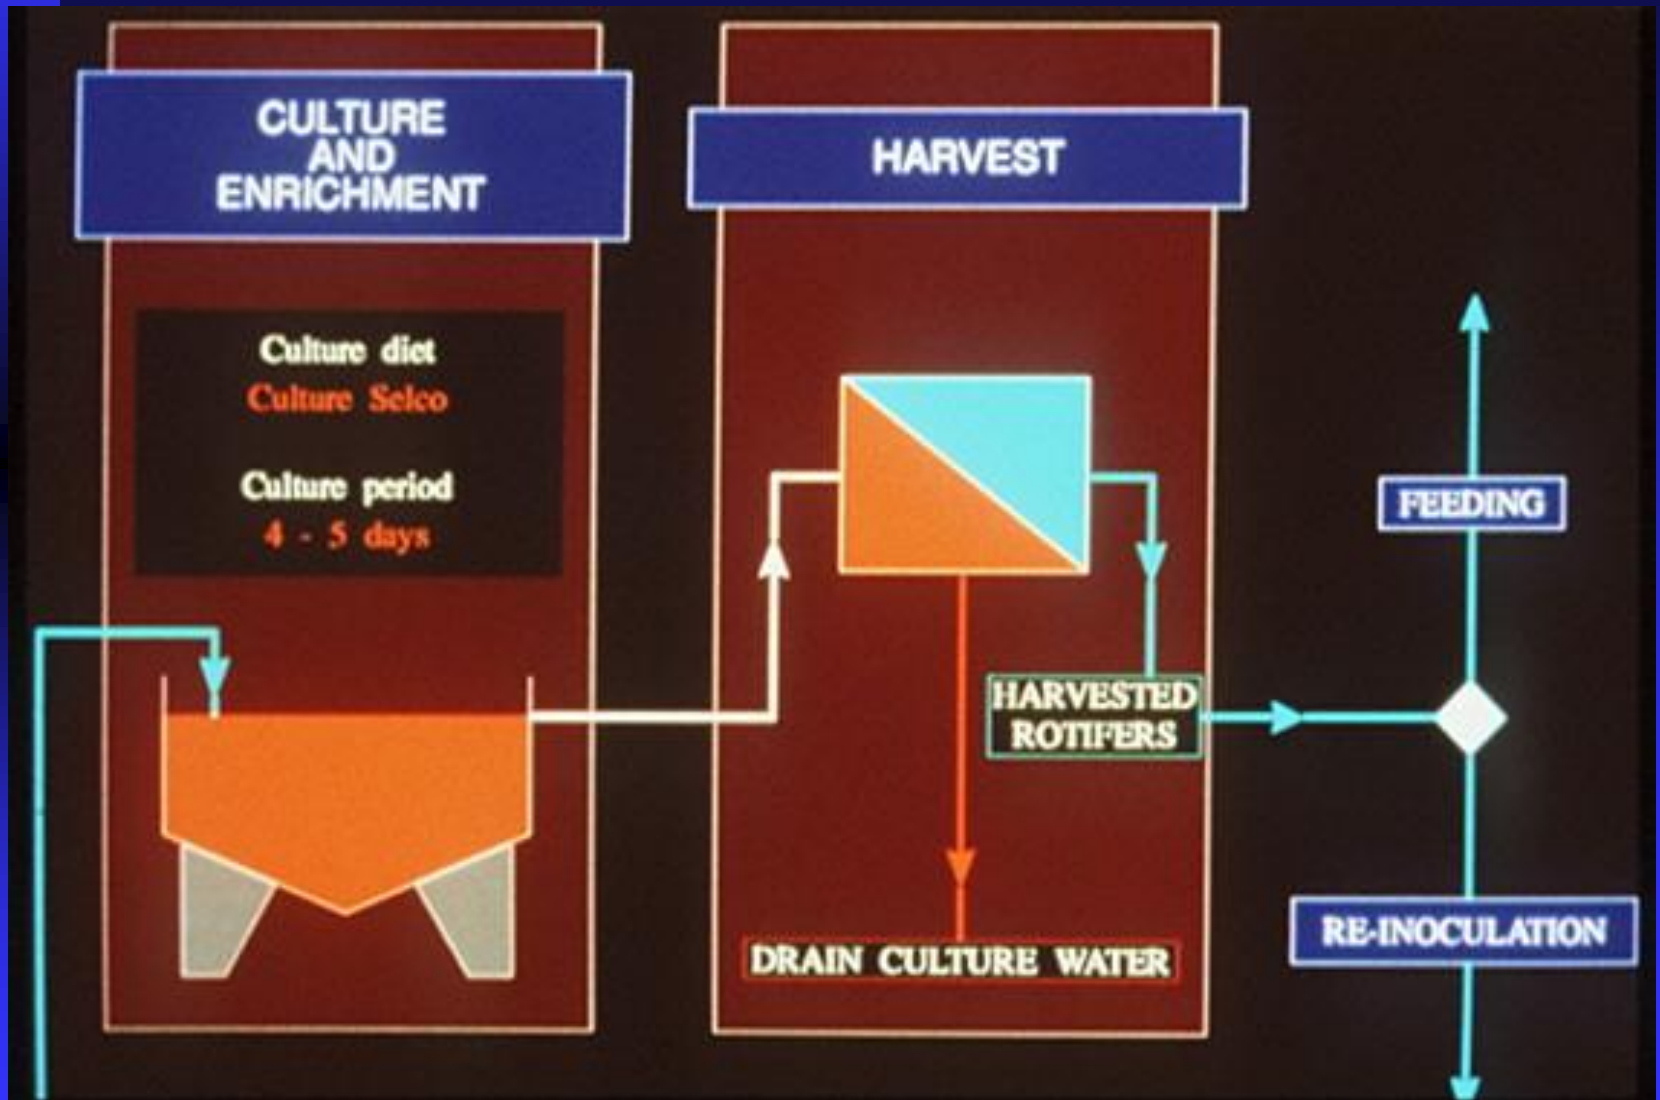 CULTURE
AND
ENRICHMENT
Culture diet
Culture Selco
Culture period
4 - 5 days
HARVEST
HARVESTED
ROTIFERS
DRAIN CULTURE WATER
FEEDING
RE-INOCULATION